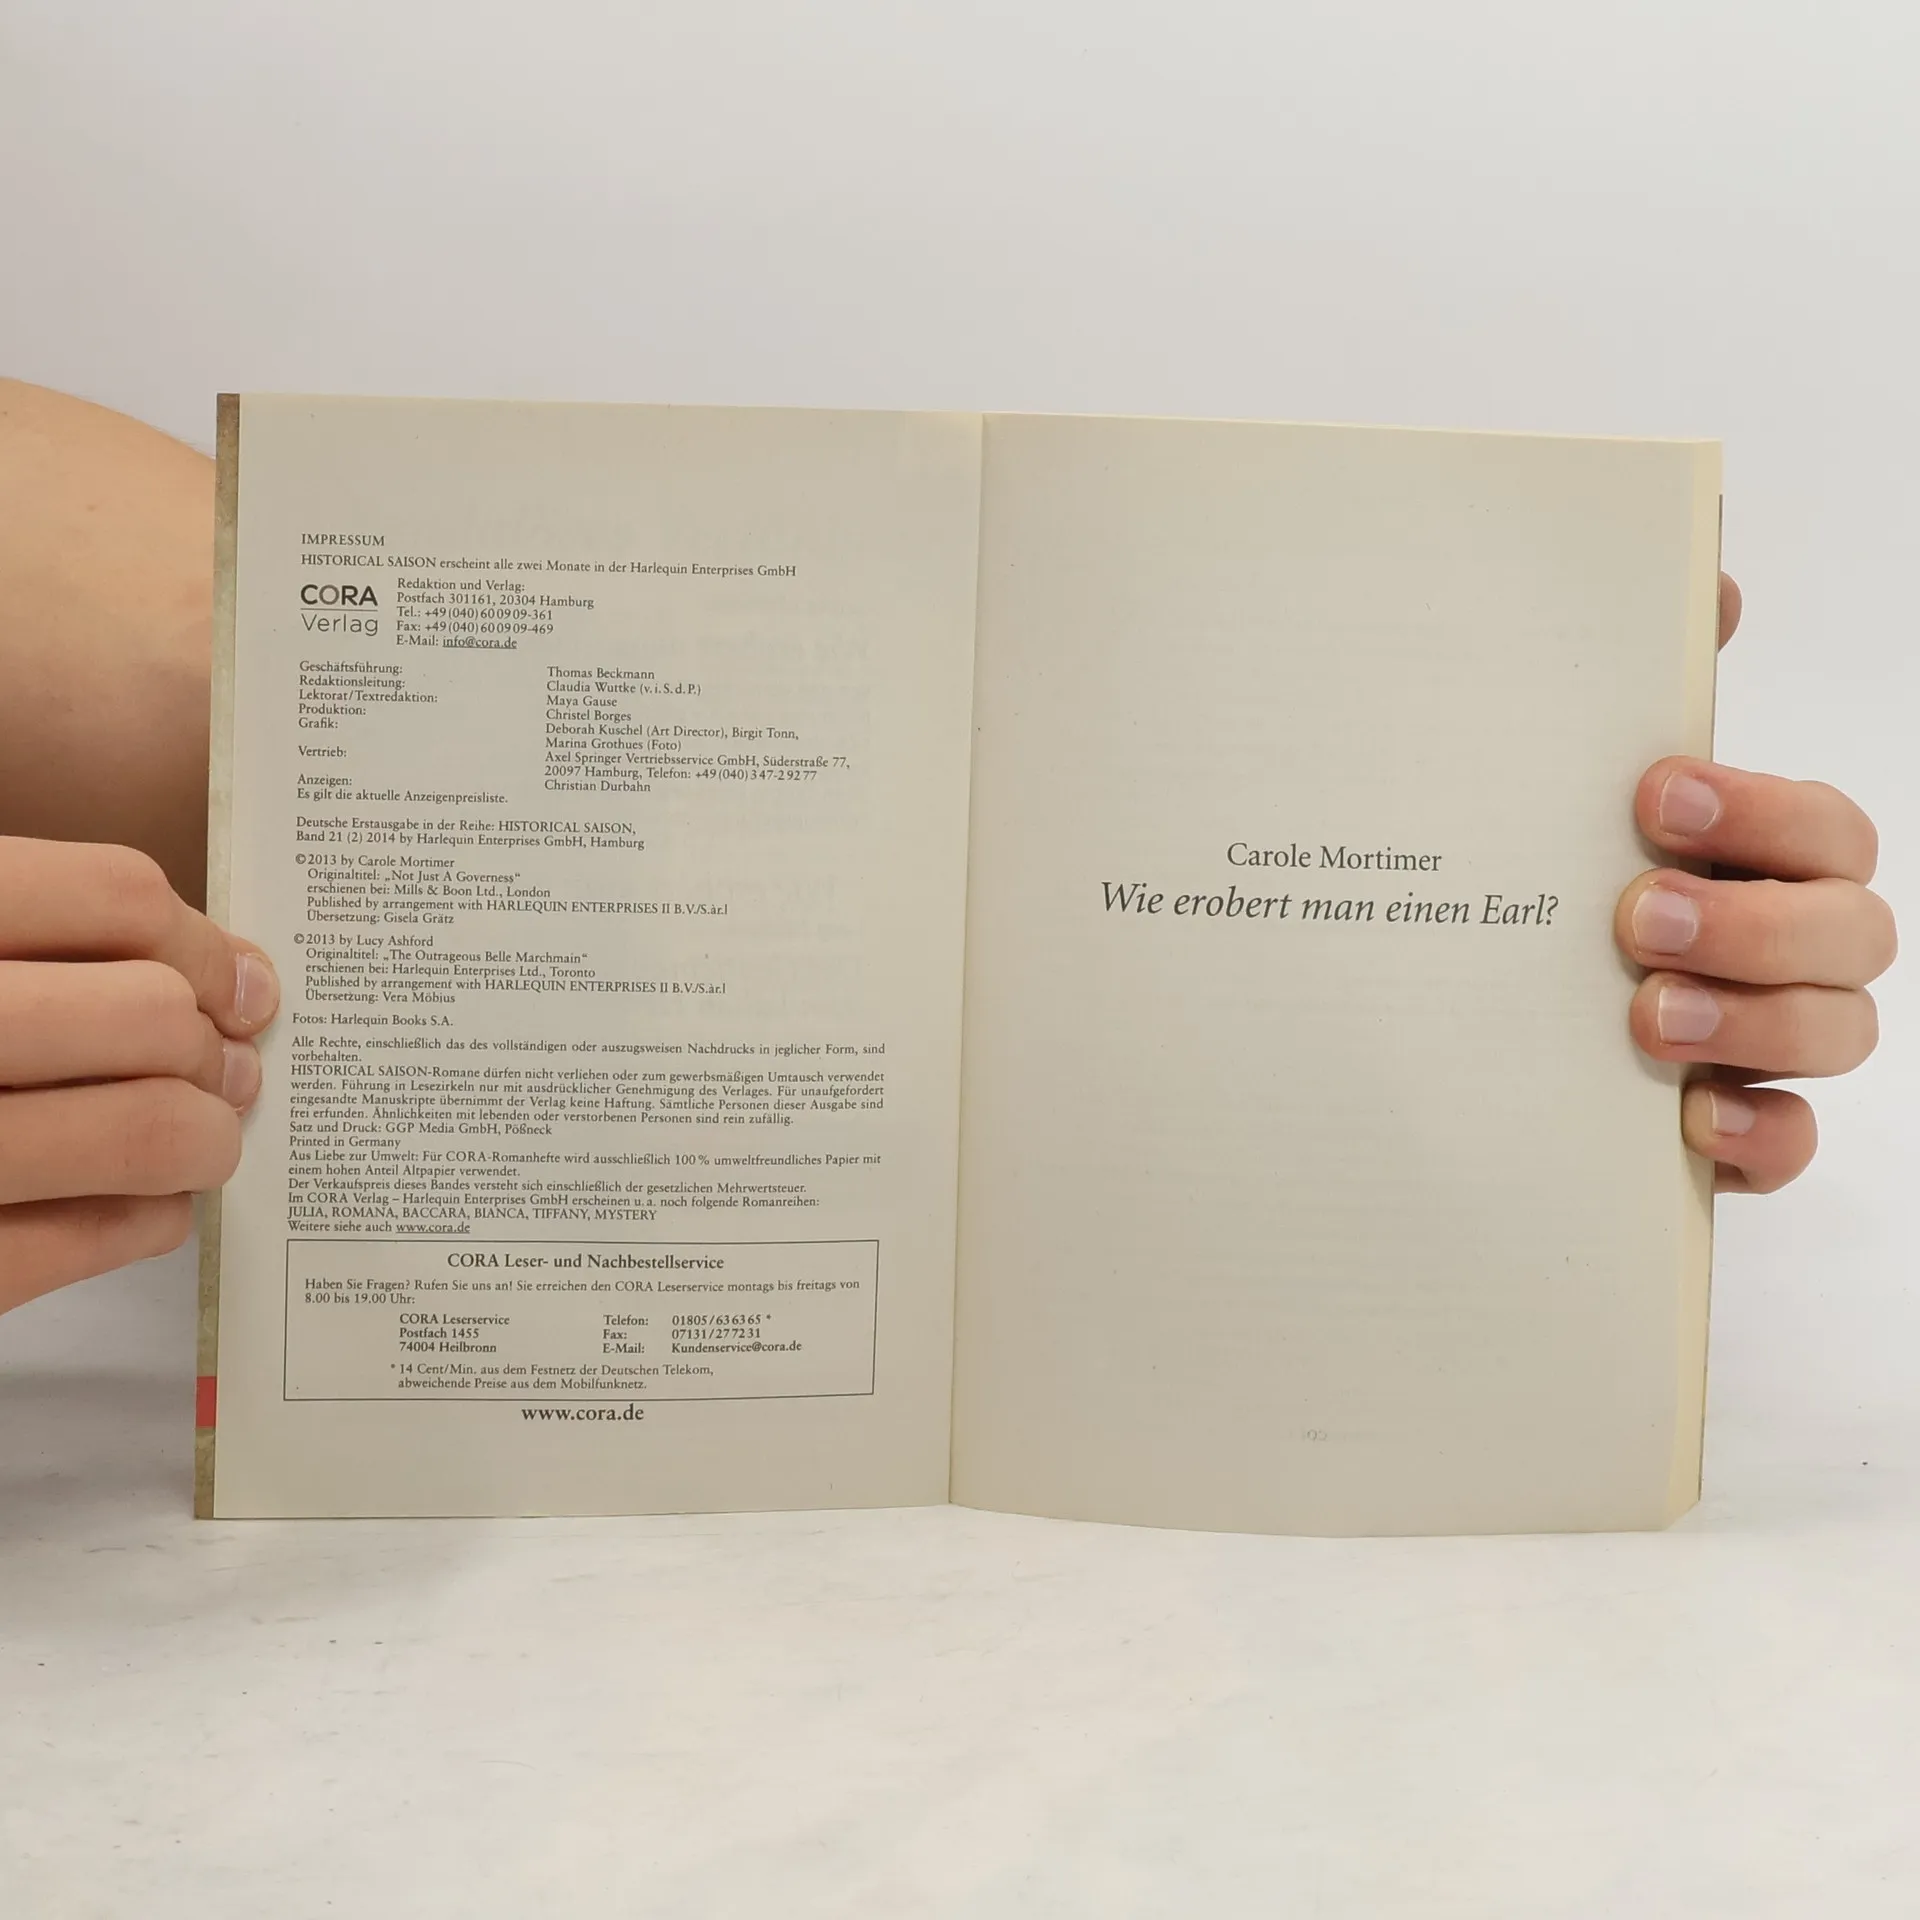 IMPRESSUM
HISTORICAL SAISON erscheint alle zwei Monate in der Harlequin Enterprises GmbH
CORA
Verlag
Redaktion und Verlag:
Postfach 301161, 20304 Hamburg
Tel.: +49(040)600909-361
Fax: +49(040)600909-469
E-Mail: info@cora.de
Geschäftsführung: Thomas Beckmann
Redaktionsleitung: Claudia Wuttke (v. i. S. d. P.)
Lektorat/Textredaktion: Maya Gause
Produktion: Christel Borges
Grafik: Deborah Kuschel (Art Director), Birgit Tonn,
Marina Grothues (Foto)
Vertrieb: Axel Springer Vertriebsservice GmbH, Süderstraße 77,
20097 Hamburg, Telefon: +49(040)347-29277
Anzeigen: Christian Durbahn
Es gilt die aktuelle Anzeigenpreisliste.
Deutsche Erstausgabe in der Reihe: HISTORICAL SAISON,
Band 21 (2) 2014 by Harlequin Enterprises GmbH, Hamburg
©2013 by Carole Mortimer
Originaltitel: „Not Just A Governess“
erschienen bei: Mills & Boon Ltd., London
Published by arrangement with HARLEQUIN ENTERPRISES II B.V./S.àr.l
Übersetzung: Gisela Grätz
©2013 by Lucy Ashford
Originaltitel: „The Outrageous Belle Marchmain“
erschienen bei: Harlequin Enterprises Ltd., Toronto
Published by arrangement with HARLEQUIN ENTERPRISES II B.V./S.àr.l
Übersetzung: Vera Möbius
Fotos: Harlequin Books S.A.
Alle Rechte, einschließlich das des vollständigen oder auszugsweisen Nachdrucks in jeglicher Form, sind
vorbehalten.
HISTORICAL SAISON-Romane dürfen nicht verliehen oder zum gewerbsmäßigen Umtausch verwendet
werden. Führung in Lesezirkeln nur mit ausdrücklicher Genehmigung des Verlages. Für unaufgefordert
eingesandte Manuskripte übernimmt der Verlag keine Haftung. Sämtliche Personen dieser Ausgabe sind
frei erfunden. Ähnlichkeiten mit lebenden oder verstorbenen Personen sind rein zufällig.
Satz und Druck: GGP Media GmbH, Pößneck
Printed in Germany
Aus Liebe zur Umwelt: Für CORA-Romanhefte wird ausschließlich 100 % umweltfreundliches Papier mit
einem hohen Anteil Altpapier verwendet.
Der Verkaufspreis dieses Bandes versteht sich einschließlich der gesetzlichen Mehrwertsteuer.
Im CORA Verlag – Harlequin Enterprises GmbH erscheinen u. a. noch folgende Romanreihen:
JULIA, ROMANA, BACCARA, BIANCA, TIFFANY, MYSTERY
Weitere siehe auch www.cora.de
CORA Leser- und Nachbestellservice
Haben Sie Fragen? Rufen Sie uns an! Sie erreichen den CORA Leserservice montags bis freitags von
8.00 bis 19.00 Uhr:
CORA Leserservice Telefon: 01805/636365 *
Postfach 1455 Fax: 07131/277231
74004 Heilbronn E-Mail: Kundenservice@cora.de
* 14 Cent/Min. aus dem Festnetz der Deutschen Telekom,
abweichende Preise aus dem Mobilfunknetz.
www.cora.de
Carole Mortimer
Wie erobert man einen Earl?